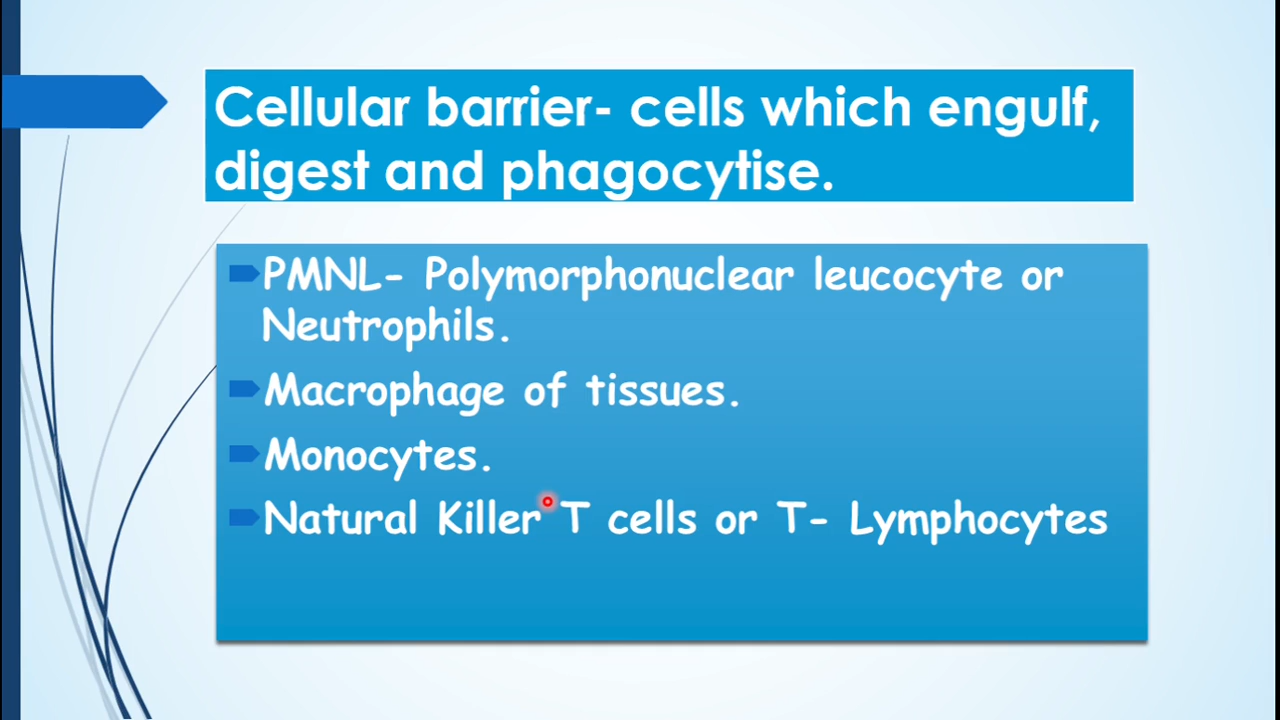 Cellular barrier- cells which engulf,
digest and phagocytise.
PMNL- Polymorphonuclear leucocyte or
Neutrophils.
Macrophage of tissues.
Monocytes.
Natural Killer T cells or T- Lymphocytes